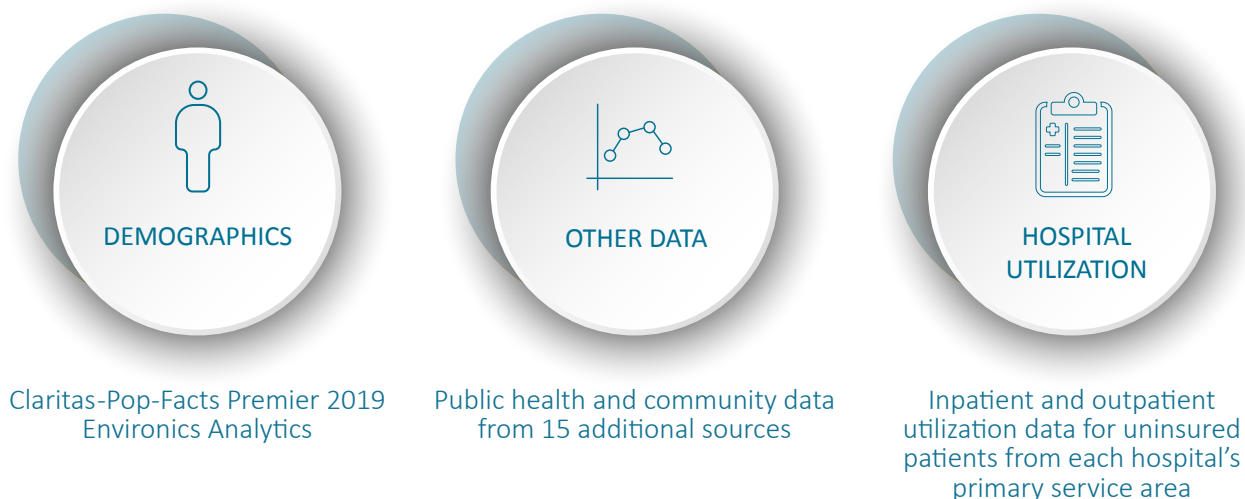 DEMOGRAPHICS
Claritas-Pop-Facts Premier 2019
Environics Analytics
OTHER DATA
Public health and community data
from 15 additional sources
HOSPITAL
UTILIZATION
Inpatient and outpatient
utilization data for uninsured
patients from each hospital’s
primary service area